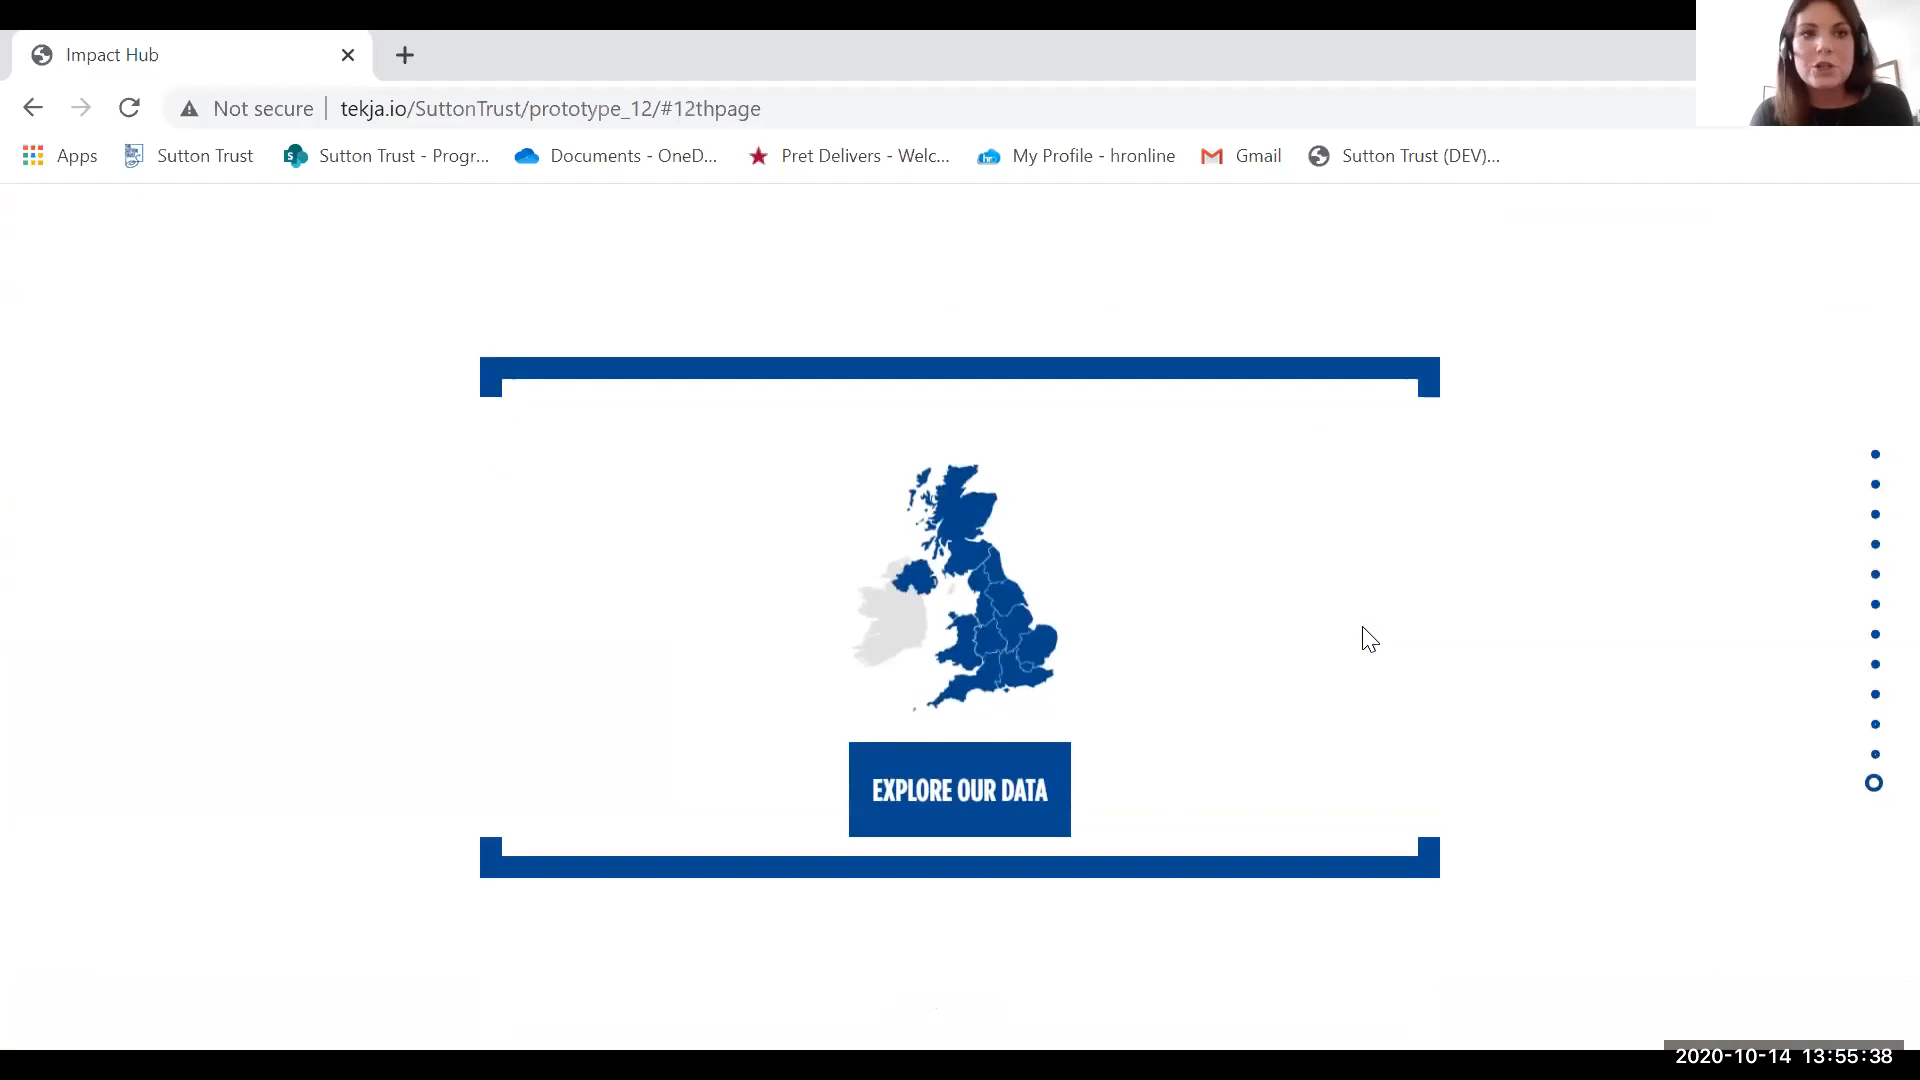 Impact Hub
Not secure | tekja.io/SuttonTrust/prototype_12/#12thpage
Apps Sutton Trust Sutton Trust - Progr... Documents - OneD... Pret Delivers - Welc... My Profile - hronline Gmail Sutton Trust (DEV)...
EXPLORE OUR DATA
2020-10-14 13:55:38